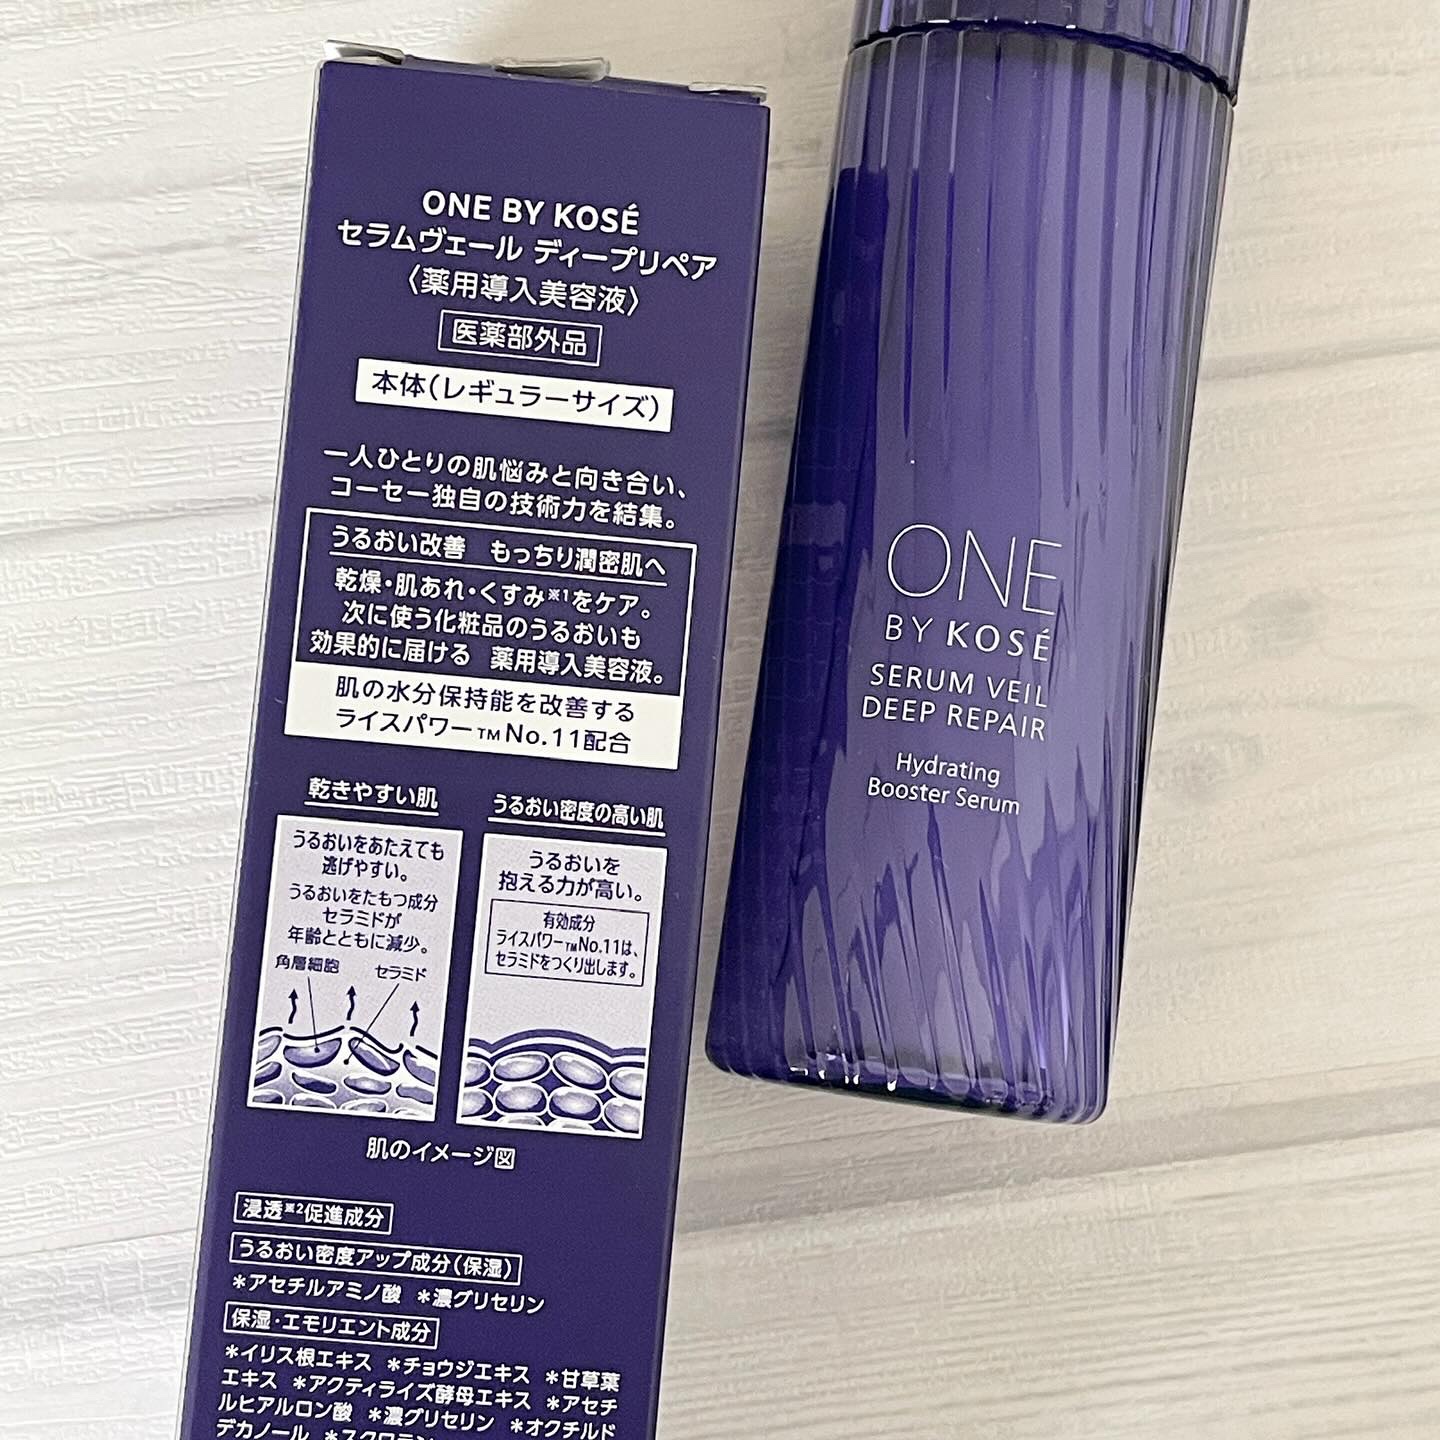 ONE BY KOSÉ
セラムヴェール ディープリペア
〈薬用導入美容液〉
医薬部外品
本体(レギュラーサイズ)
一人ひとりの肌悩みと向き合い、
コーセー独自の技術力を結集。
うるおい改善 もっちり潤密肌へ
乾燥・肌あれ・くすみ※1をケア。
次に使う化粧品のうるおいも
効果的に届ける 薬用導入美容液。
肌の水分保持能を改善する
ライスパワー™No.11配合
乾きやすい肌
うるおいをあたえても
逃げやすい。
うるおいをたもつ成分
セラミドが
年齢とともに減少。
角層細胞 セラミド
うるおい密度の高い肌
うるおいを
抱える力が高い。
有効成分
ライスパワー™No.11は、
セラミドをつくり出します。
肌のイメージ図
浸透※2促進成分
うるおい密度アップ成分(保湿)
*アセチルアミノ酸 *濃グリセリン
保湿・エモリエント成分
*イリス根エキス *チョウジエキス *甘草葉
エキス *アクティライズ酵母エキス *アセチ
ルヒアルロン酸 *濃グリセリン *オクチルド
デカノール
ONE
BY KOSÉ
SERUM VEIL
DEEP REPAIR
Hydrating
Booster Serum